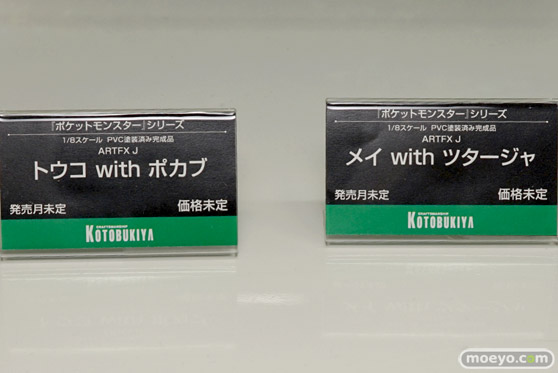 『ポケットモンスター』シリーズ
1/8スケール PVC塗装済み完成品
ARTFX J
トウコ with ポカブ
発売月未定 価格未定
KOTOBUKIYA
『ポケットモンスター』シリーズ
1/8スケール PVC塗装済み完成品
ARTFX J
メイ with ツタージャ
発売月未定 価格未定
KOTOBUKIYA
moeyo.com